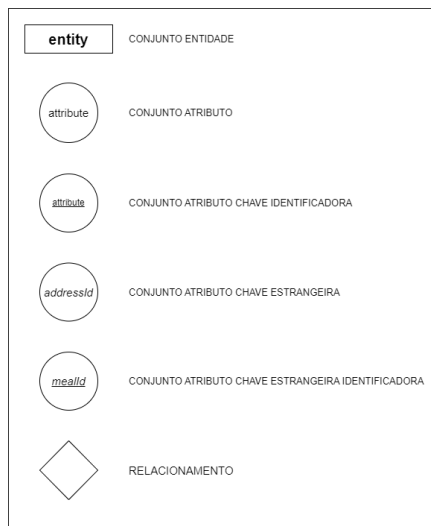 entity CONJUNTO ENTIDADE
attribute CONJUNTO ATRIBUTO
attribute CONJUNTO ATRIBUTO CHAVE IDENTIFICADORA
addressId CONJUNTO ATRIBUTO CHAVE ESTRANGEIRA
mealId CONJUNTO ATRIBUTO CHAVE ESTRANGEIRA IDENTIFICADORA
RELACIONAMENTO